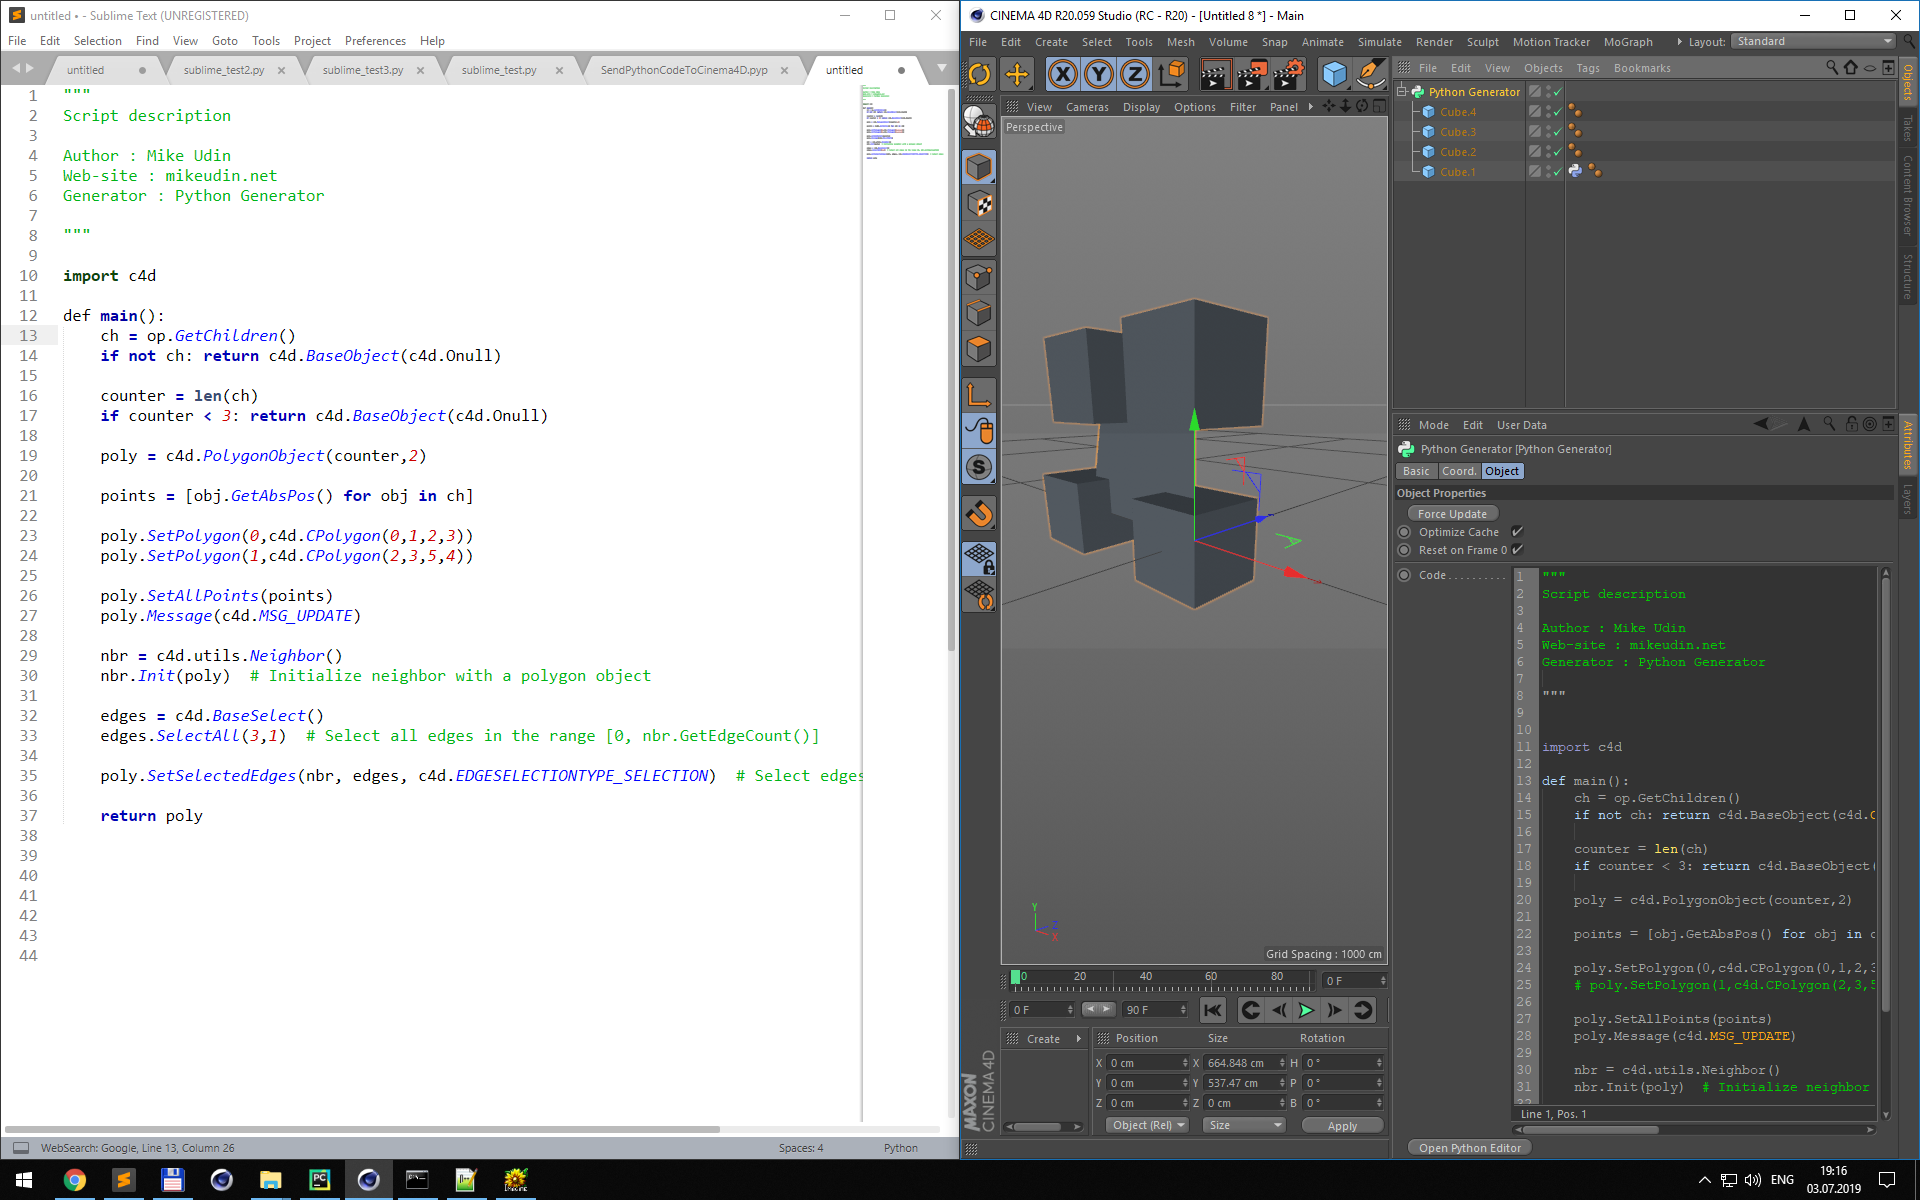 untitled • - Sublime Text (UNREGISTERED)
File Edit Selection Find View Goto Tools Project Preferences Help
untitled sublime_test2.py sublime_test3.py sublime_test.py SendPythonCodeToCinema4D.pyp untitled
1 """
2 Script description
3
4 Author : Mike Udin
5 Web-site : mikeudin.net
6 Generator : Python Generator
7
8 """
9
10 import c4d
11
12 def main():
13 ch = op.GetChildren()
14 if not ch: return c4d.BaseObject(c4d.Onull)
15
16 counter = len(ch)
17 if counter < 3: return c4d.BaseObject(c4d.Onull)
18
19 poly = c4d.PolygonObject(counter,2)
20
21 points = [obj.GetAbsPos() for obj in ch]
22
23 poly.SetPolygon(0,c4d.CPolygon(0,1,2,3))
24 poly.SetPolygon(1,c4d.CPolygon(2,3,5,4))
25
26 poly.SetAllPoints(points)
27 poly.Message(c4d.MSG_UPDATE)
28
29 nbr = c4d.utils.Neighbor()
30 nbr.Init(poly)  # Initialize neighbor with a polygon object
31
32 edges = c4d.BaseSelect()
33 edges.SelectAll(3,1)  # Select all edges in the range [0, nbr.GetEdgeCount()]
34
35 poly.SetSelectedEdges(nbr, edges, c4d.EDGESELECTIONTYPE_SELECTION)  # Select edges
36
37 return poly
38
39
40
41
42
43
44
WebSearch: Google, Line 13, Column 26 Spaces: 4 Python
CINEMA 4D R20.059 Studio (RC - R20) - [Untitled 8 *] - Main
File Edit Create Select Tools Mesh Volume Snap Animate Simulate Render Sculpt Motion Tracker MoGraph Layout: Standard
X Y Z
View Cameras Display Options Filter Panel
Perspective
Y
Z
X
Grid Spacing : 1000 cm
0 20 40 60 80 0 F
0 F 90 F
Create Position Size Rotation
X 0 cm X 664.848 cm H 0 °
Y 0 cm Y 537.47 cm P 0 °
Z 0 cm Z 0 cm B 0 °
Object (Rel) Size Apply
MAXON
CINEMA 4D
File Edit View Objects Tags Bookmarks
Python Generator
Cube.4
Cube.3
Cube.2
Cube.1
Objects
Takes
Content Browser
Structure
Mode Edit User Data
Python Generator [Python Generator]
Basic Coord. Object
Object Properties
Force Update
Optimize Cache
Reset on Frame 0
Code
1 """
2 Script description
3
4 Author : Mike Udin
5 Web-site : mikeudin.net
6 Generator : Python Generator
7
8 """
9
10
11 import c4d
12
13 def main():
14 ch = op.GetChildren()
15 if not ch: return c4d.BaseObject(c4d.O
16
17 counter = len(ch)
18 if counter < 3: return c4d.BaseObject(
19
20 poly = c4d.PolygonObject(counter,2)
21
22 points = [obj.GetAbsPos() for obj in c
23
24 poly.SetPolygon(0,c4d.CPolygon(0,1,2,3
25 # poly.SetPolygon(1,c4d.CPolygon(2,3,5
26
27 poly.SetAllPoints(points)
28 poly.Message(c4d.MSG_UPDATE)
29
30 nbr = c4d.utils.Neighbor()
31 nbr.Init(poly)  # Initialize neighbor
Line 1, Pos. 1
Open Python Editor
Attributes
Layers
ENG
19:16
03.07.2019